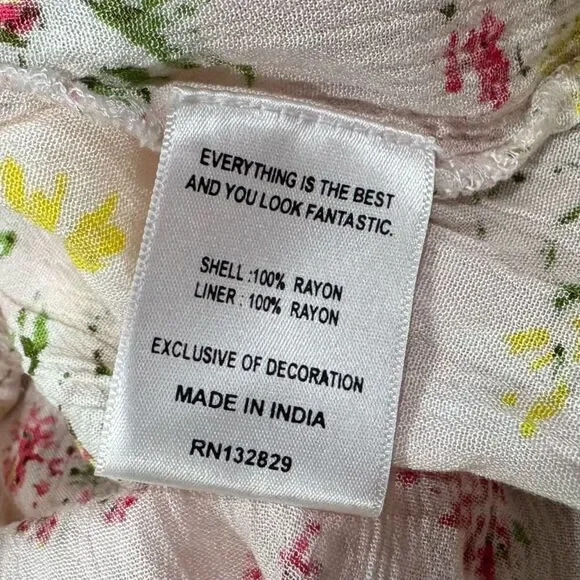 EVERYTHING IS THE BEST
AND YOU LOOK FANTASTIC.
SHELL :100% RAYON
LINER : 100% RAYON
EXCLUSIVE OF DECORATION
MADE IN INDIA
RN132829